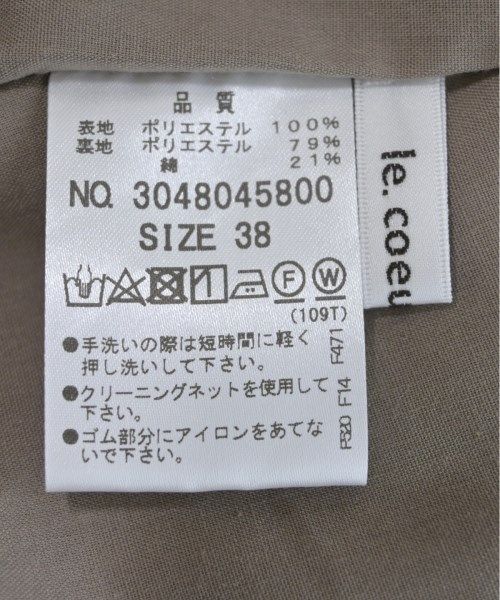 品質
表地 ポリエステル 100%
裏地 ポリエステル 79%
綿 21%
NO. 3048045800
SIZE 38
F W
(109T)
●手洗いの際は短時間に軽く
押し洗いして下さい。
●クリーニングネットを使用して
下さい。
●ゴム部分にアイロンをあてな
いで下さい。
F471
F520 F14
le.coeu